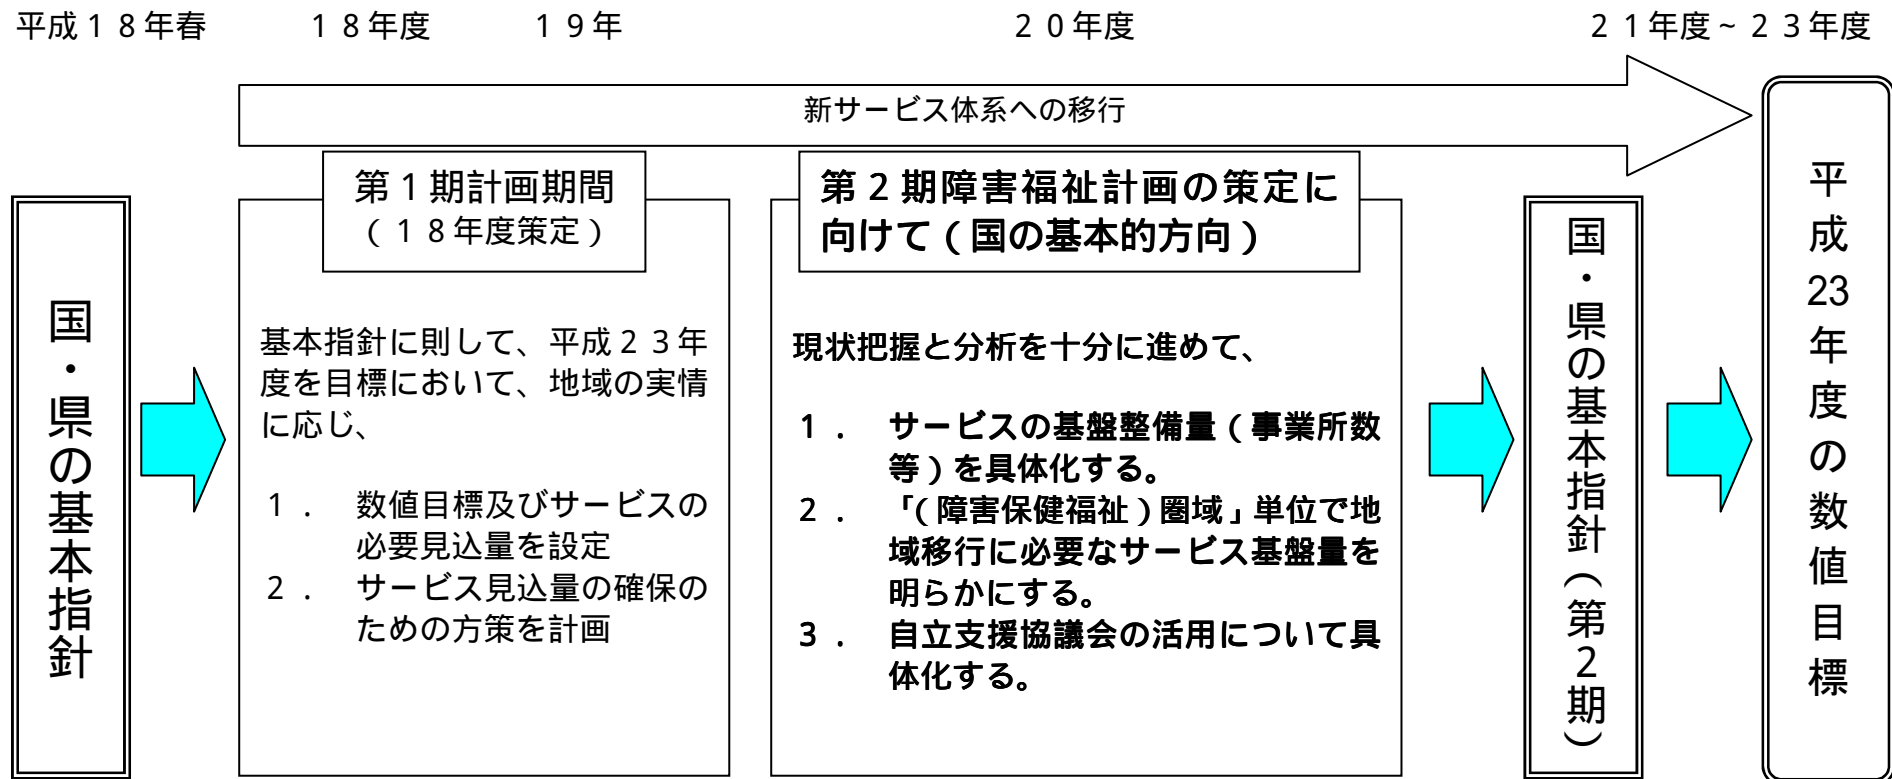 平成１８年春　１８年度　１９年　２０年度　２１年度～２３年度
新サービス体系への移行
国・県の基本指針
第１期計画期間
（１８年度策定）
基本指針に則して、平成２３年
度を目標において、地域の実情
に応じ、
１．　数値目標及びサービスの
必要見込量を設定
２．　サービス見込量の確保の
ための方策を計画
第２期障害福祉計画の策定に
向けて（国の基本的方向）
現状把握と分析を十分に進めて、
１．　サービスの基盤整備量（事業所数
等）を具体化する。
２．　「（障害保健福祉）圏域」単位で地
域移行に必要なサービス基盤量を
明らかにする。
３．　自立支援協議会の活用について具
体化する。
国・県の基本指針（第２期）
平成23年度の数値目標